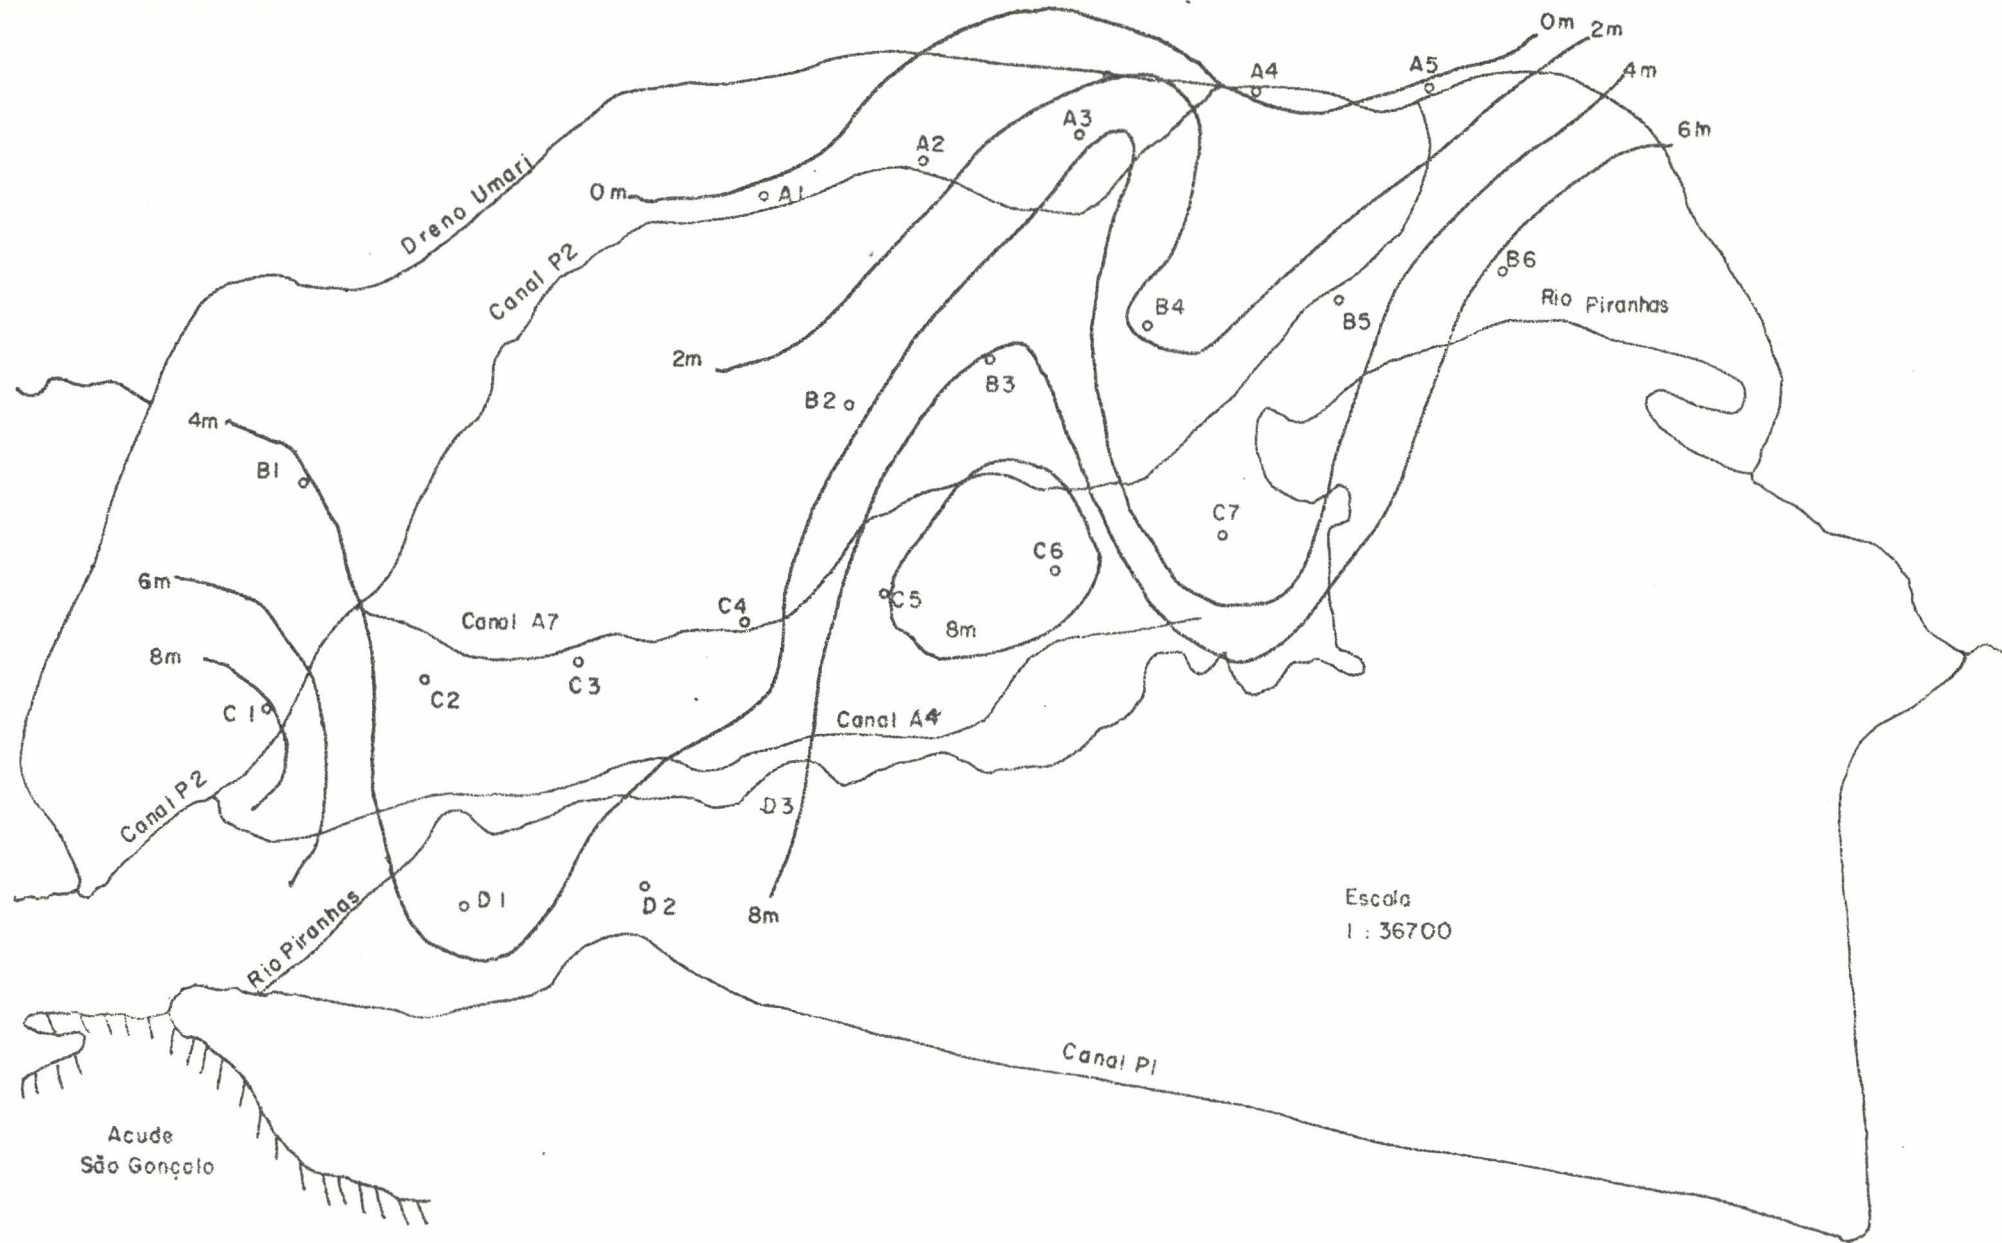 0m
2m
A4
A5
4m
A3
6m
A2
Dreno Umari
0m
A1
Canal P2
B6
Rio Piranhas
B4
B5
2m
B3
B2
4m
B1
C7
C6
6m
C5
C4
Canal A7
8m
8m
C3
C2
C1
Canal A4
Canal P2
D3
D1
D2
8m
Escala
1 : 36700
Rio Piranhas
Canal P1
Acude
São Gonçalo